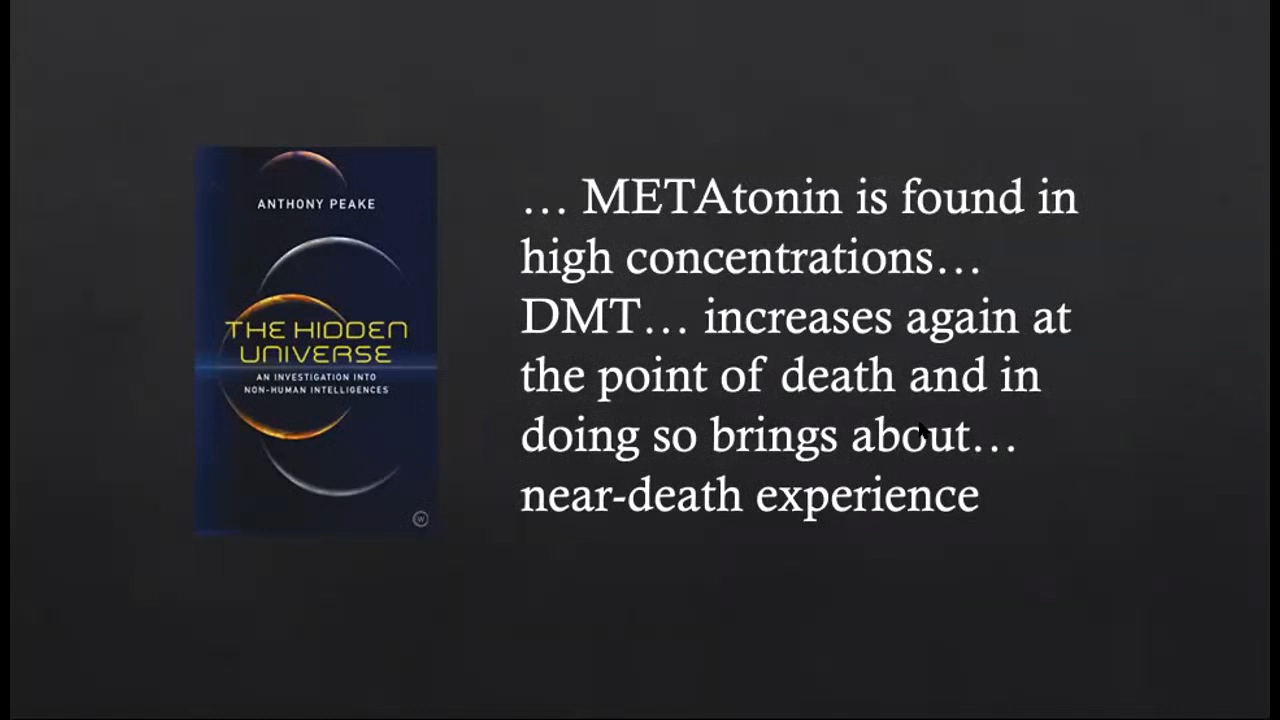 ANTHONY PEAKE
THE HIDDEN
UNIVERSE
AN INVESTIGATION INTO
NON-HUMAN INTELLIGENCES
W
… METAtonin is found in
high concentrations…
DMT… increases again at
the point of death and in
doing so brings about…
near-death experience